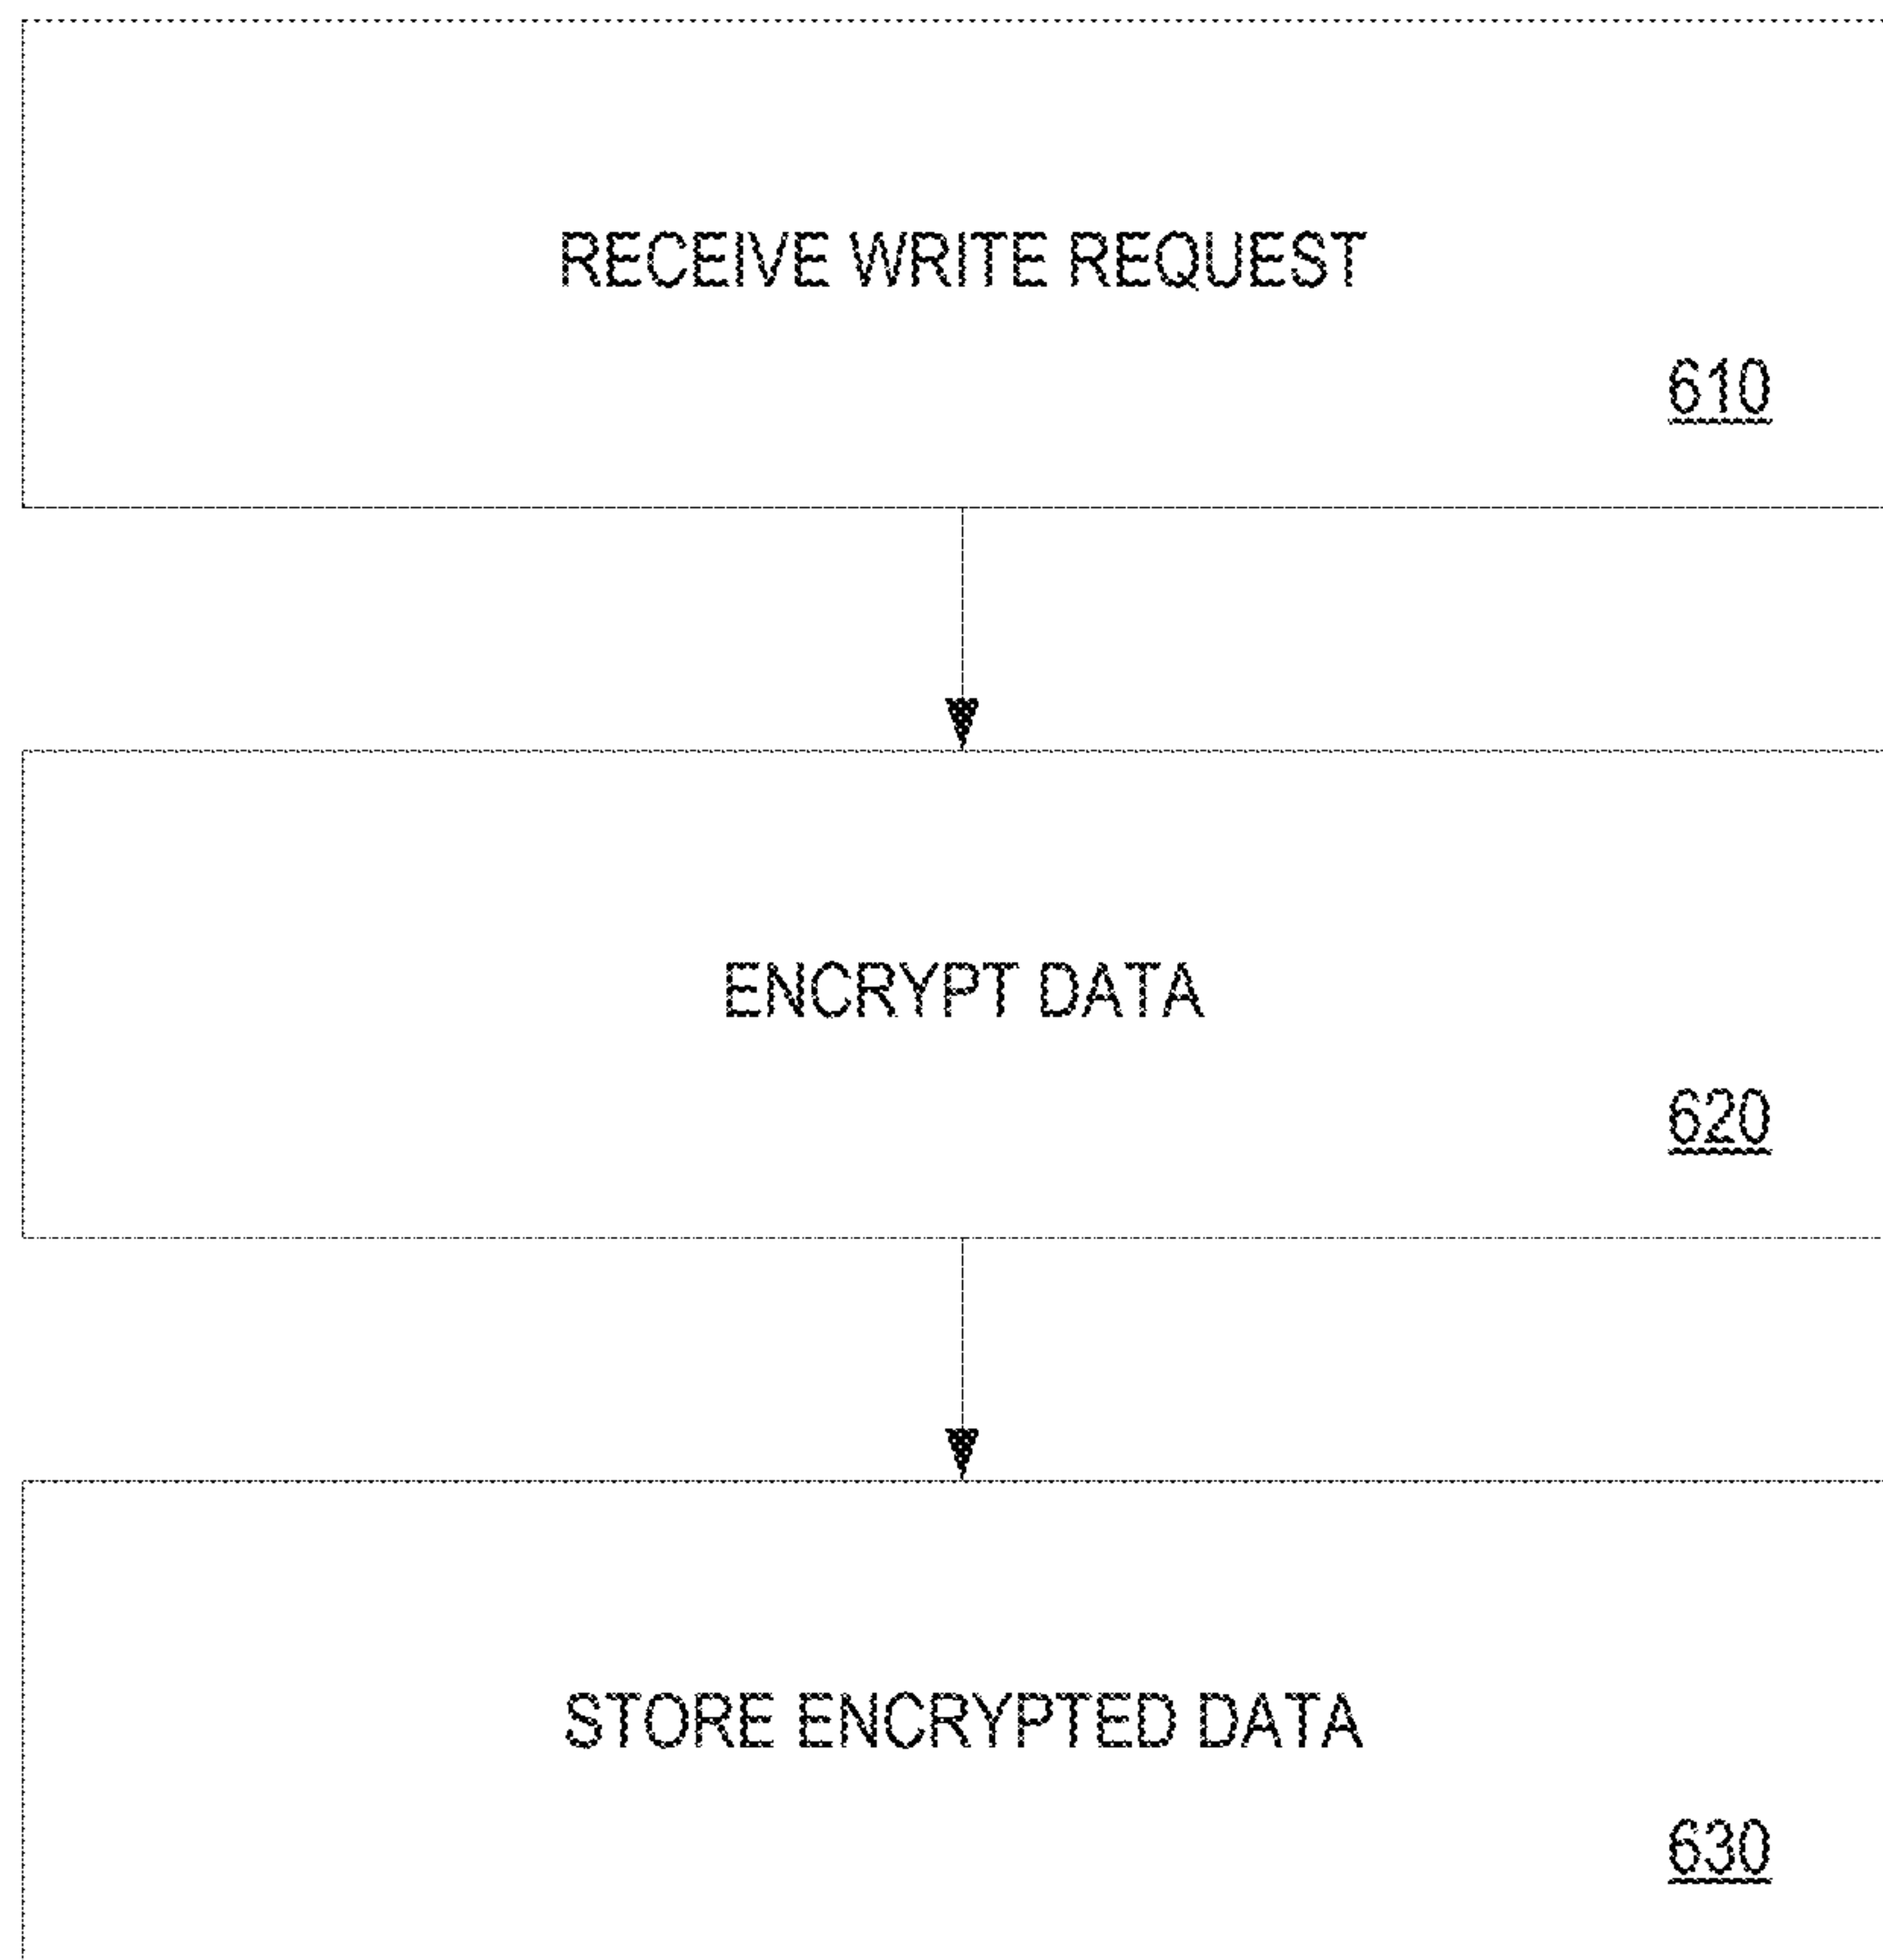 RECEIVE WRITE REQUEST
610
ENCRYPT DATA
620
STORE ENCRYPTED DATA
630